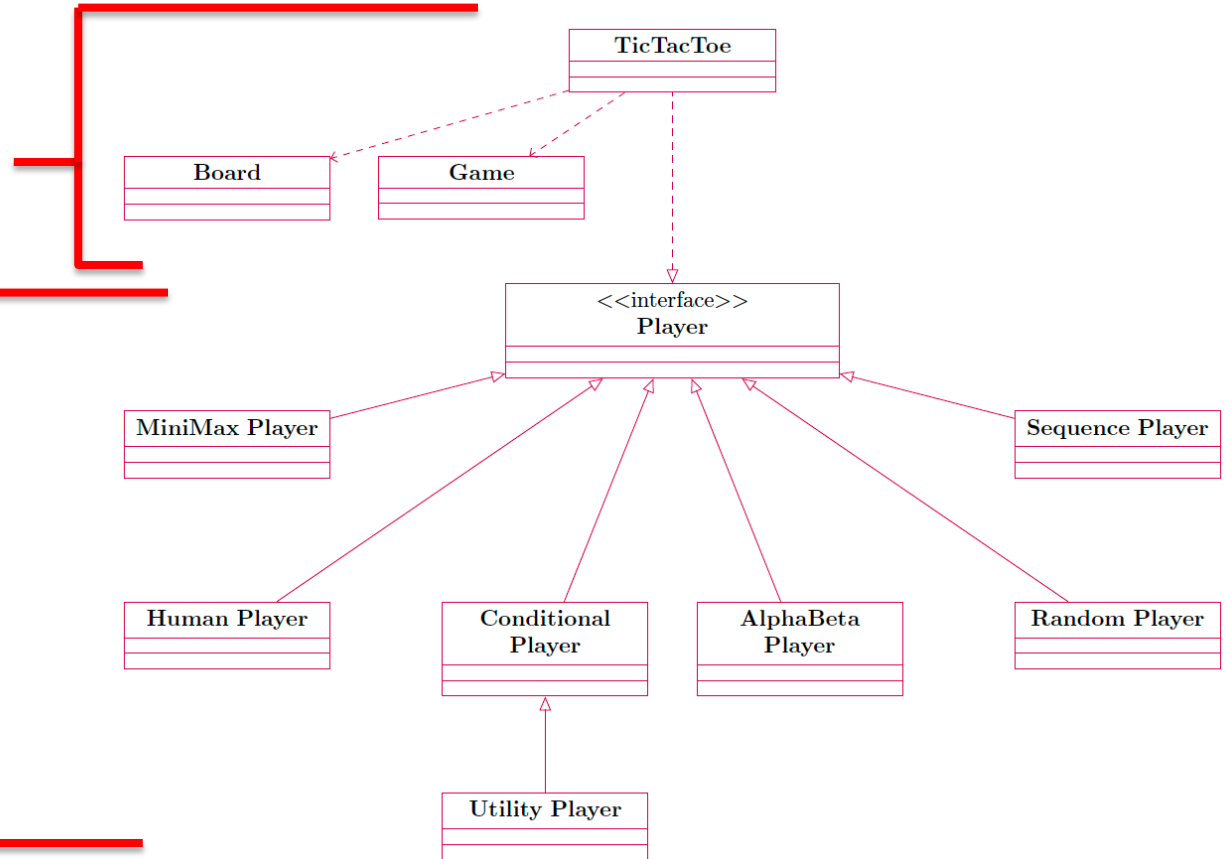 TicTacToe
Board
Game
<<interface>>
Player
MiniMax Player
Sequence Player
Human Player
Conditional
Player
AlphaBeta
Player
Random Player
Utility Player